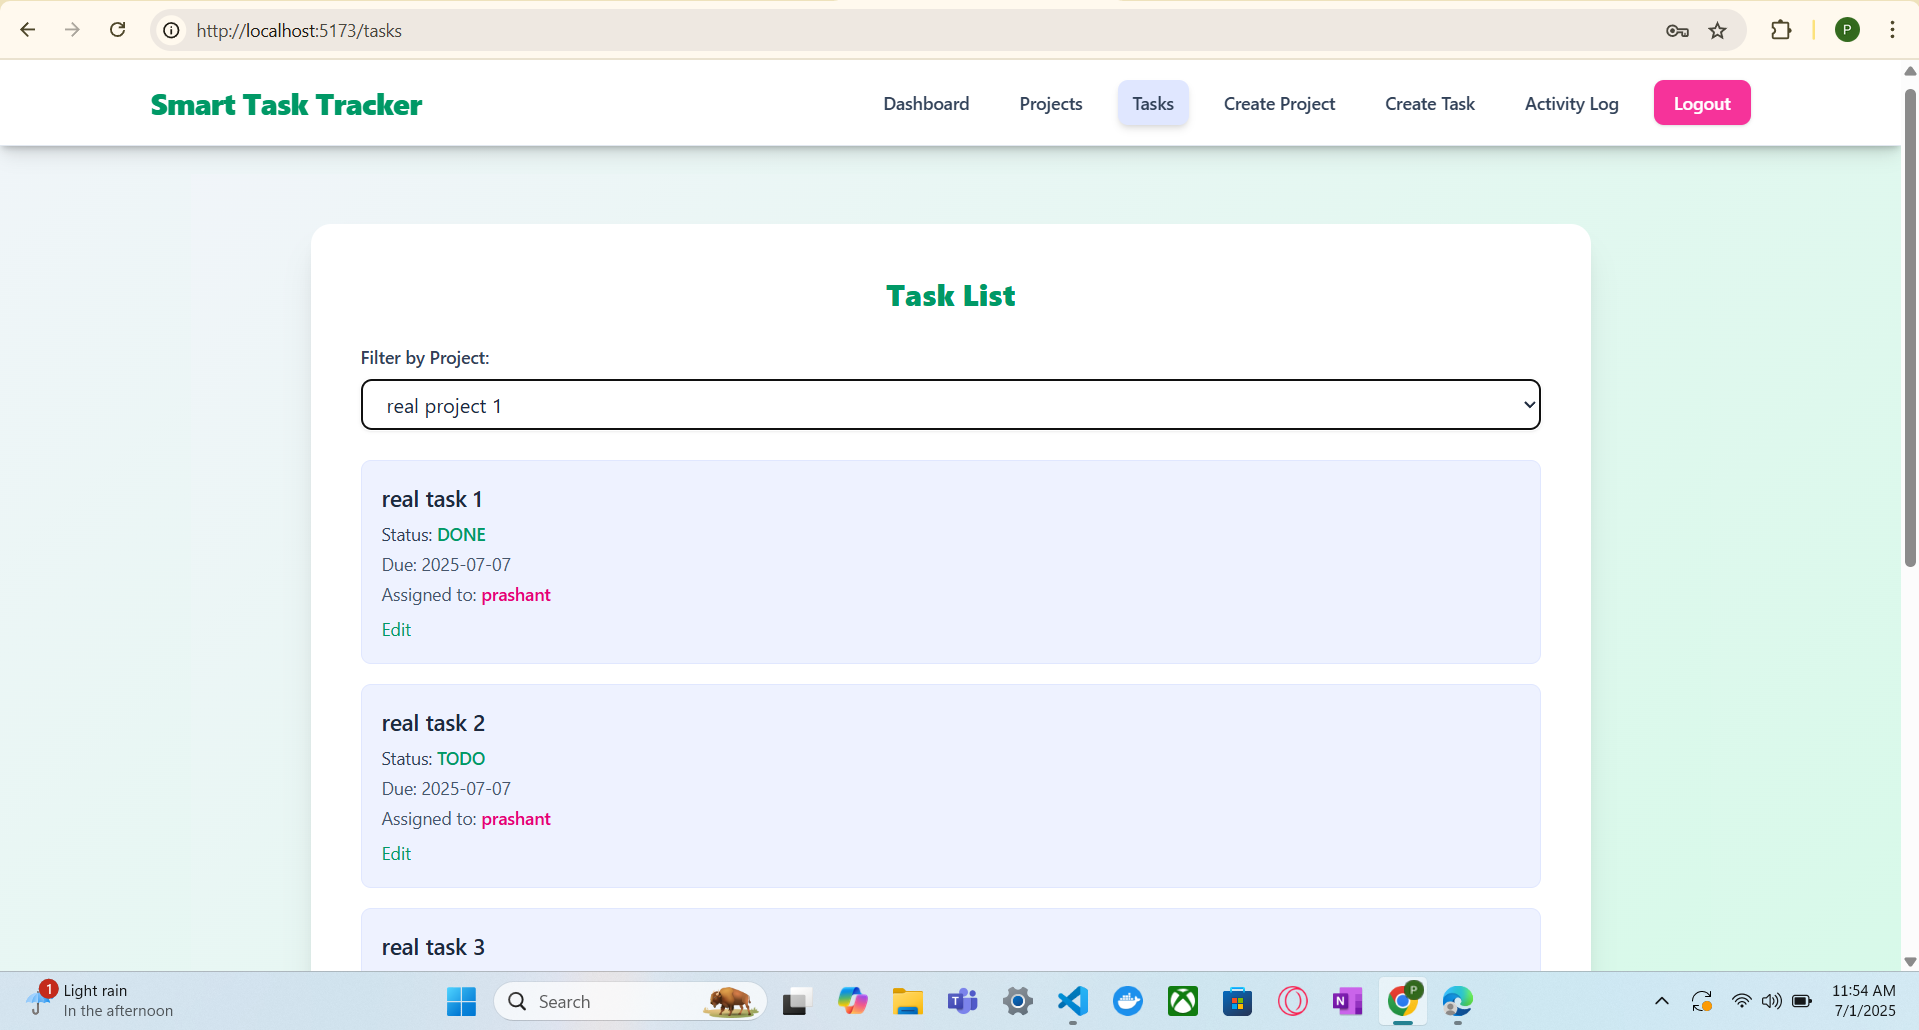 http://localhost:5173/tasks
P
Smart Task Tracker
Dashboard
Projects
Tasks
Create Project
Create Task
Activity Log
Logout
Task List
Filter by Project:
real project 1
real task 1
Status: DONE
Due: 2025-07-07
Assigned to: prashant
Edit
real task 2
Status: TODO
Due: 2025-07-07
Assigned to: prashant
Edit
real task 3
1
Light rain
In the afternoon
Search
T
N
P
11:54 AM
7/1/2025